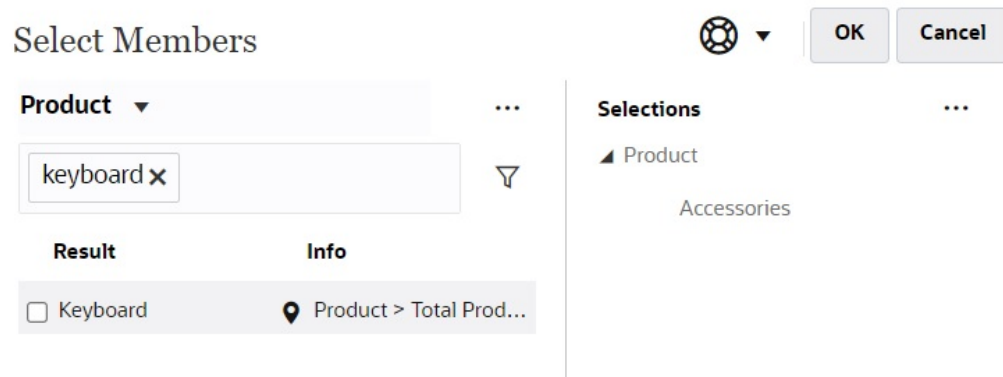 Select Members
OK Cancel
Product ...
keyboard ×
Result Info
Keyboard Product > Total Prod...
Selections ...
Product
Accessories